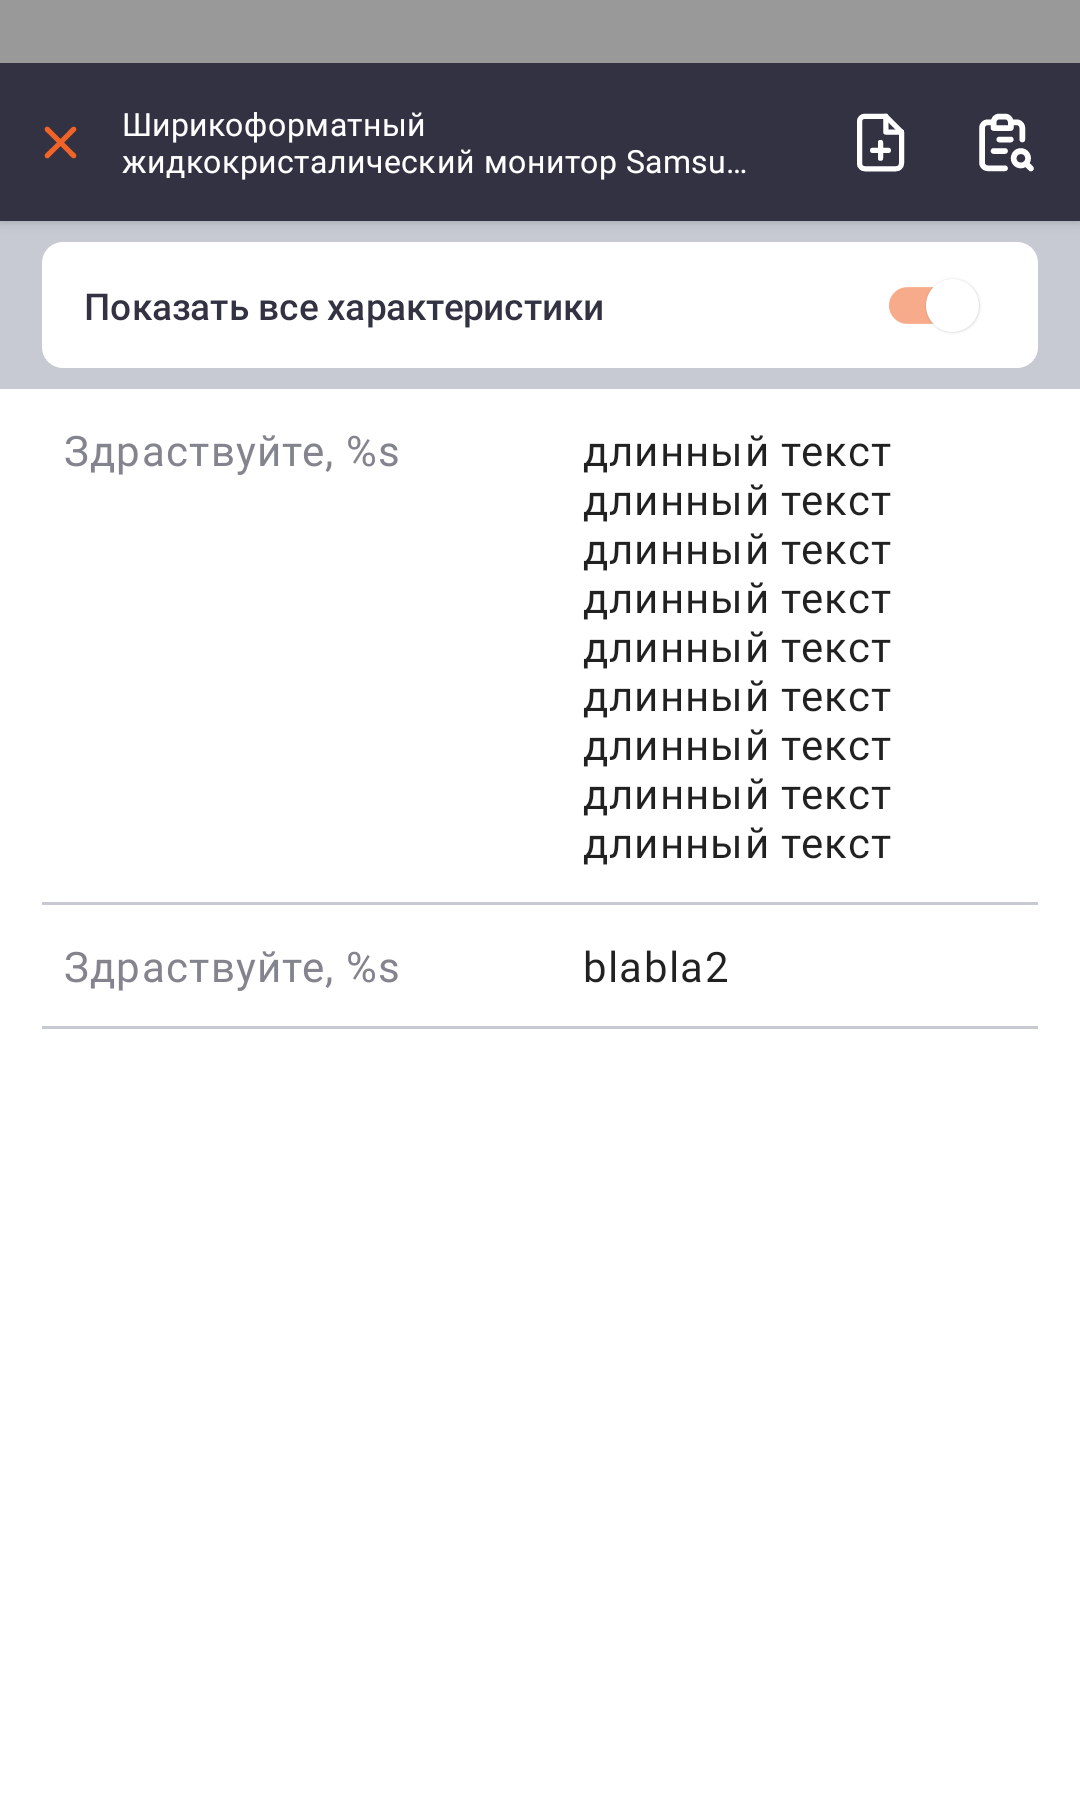 Ширикоформатный
жидкокристалический монитор Samsu…
Показать все характеристики
Здраствуйте, %s
длинный текст
длинный текст
длинный текст
длинный текст
длинный текст
длинный текст
длинный текст
длинный текст
длинный текст
Здраствуйте, %s
blabla2